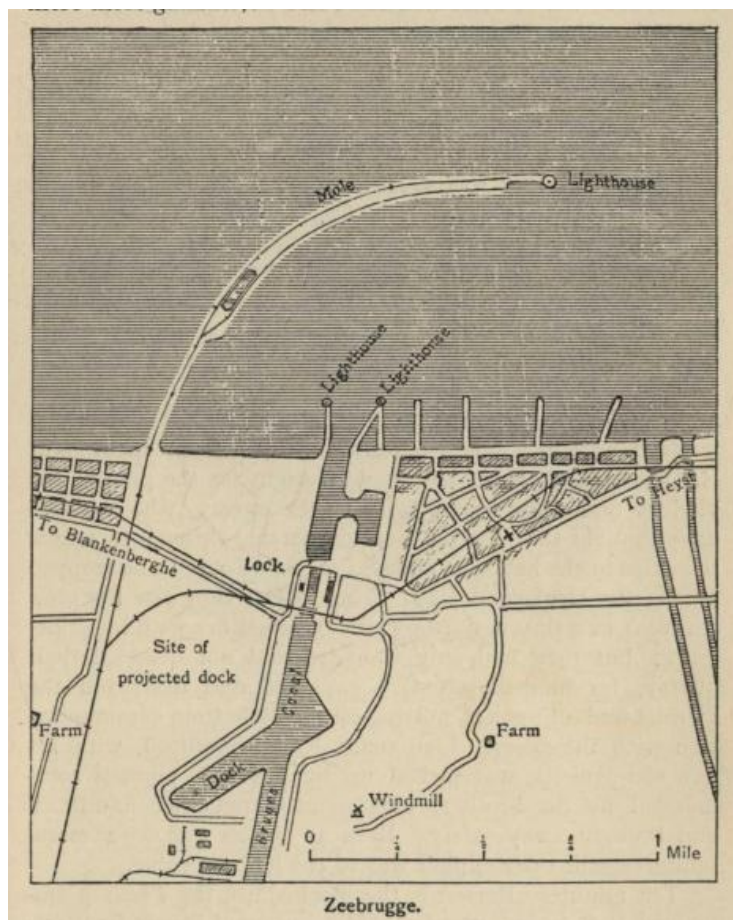 Mole
Lighthouse
Lighthouse
Lighthouse
To Heyst
To Blankenberghe
Lock
Site of
projected dock
Canal
Farm
Farm
Dock
Windmill
Bruges
0
1
Mile
Zeebrugge.